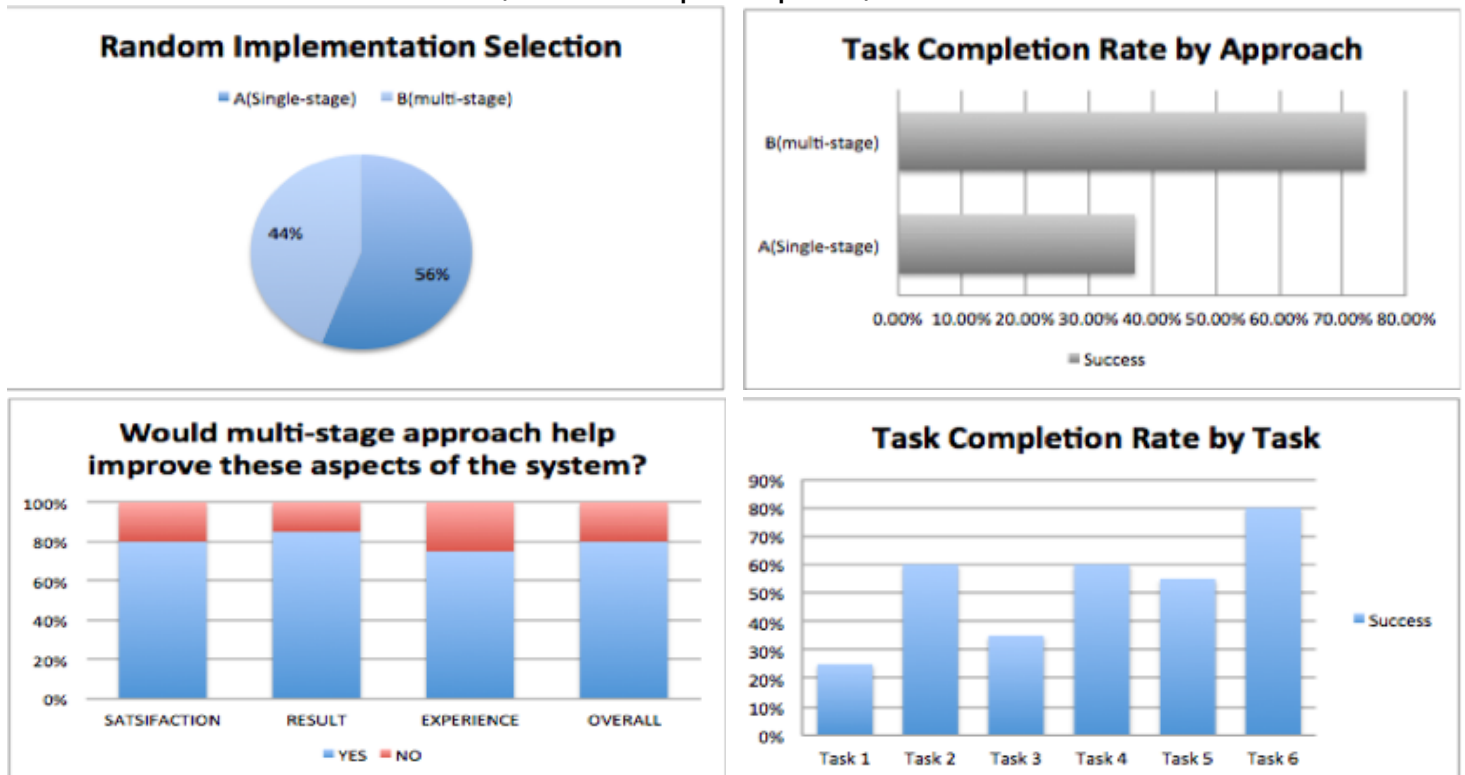 Random Implementation Selection
A(Single-stage) B(multi-stage)
44%
56%
Task Completion Rate by Approach
B(multi-stage)
A(Single-stage)
0.00% 10.00% 20.00% 30.00% 40.00% 50.00% 60.00% 70.00% 80.00%
Success
Would multi-stage approach help
improve these aspects of the system?
100%
80%
60%
40%
20%
0%
SATSIFACTION RESULT EXPERIENCE OVERALL
YES NO
Task Completion Rate by Task
90%
80%
70%
60%
50%
40%
30%
20%
10%
0%
Task 1 Task 2 Task 3 Task 4 Task 5 Task 6
Success